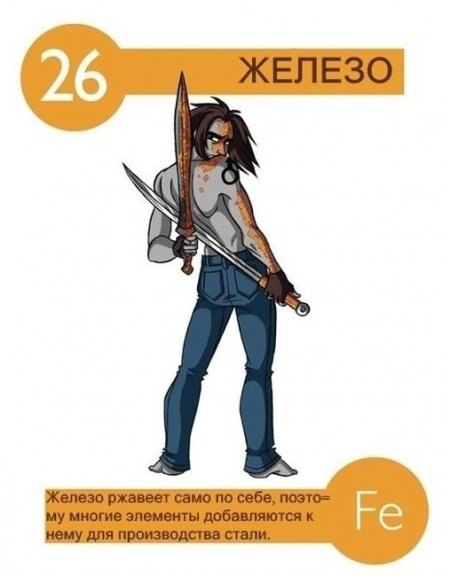 26
ЖЕЛЕЗО
Железо ржавеет само по себе, поэто=
му многие элементы добавляются к
нему для производства стали.
Fe